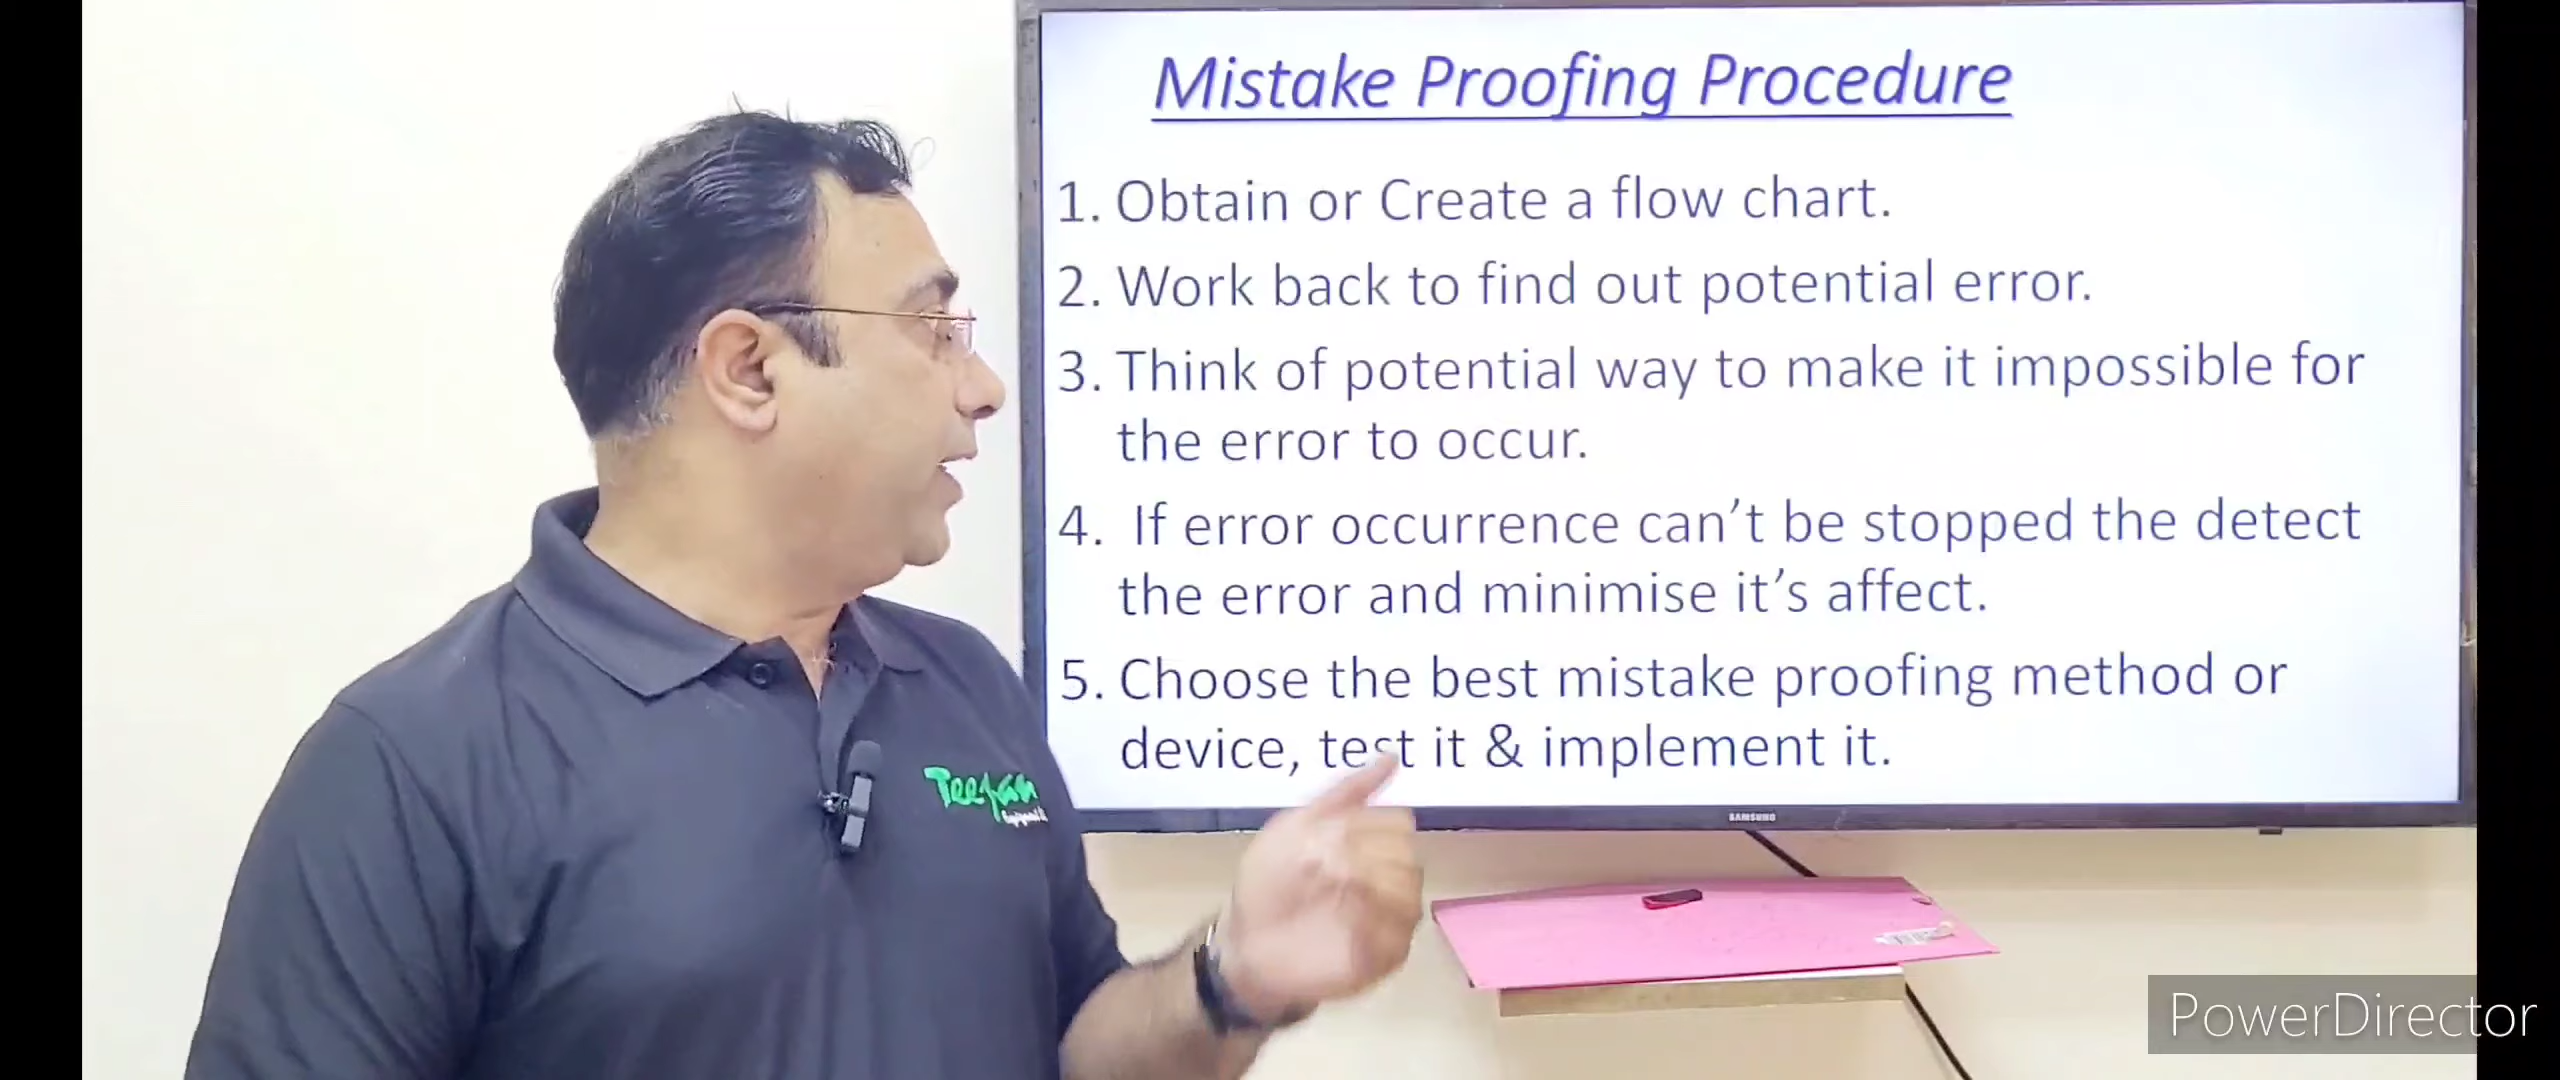 Mistake Proofing Procedure
1. Obtain or Create a flow chart.
2. Work back to find out potential error.
3. Think of potential way to make it impossible for
the error to occur.
4. If error occurrence can't be stopped the detect
the error and minimise it's affect.
5. Choose the best mistake proofing method or
device, test it & implement it.
SAMSUNG
PowerDirector